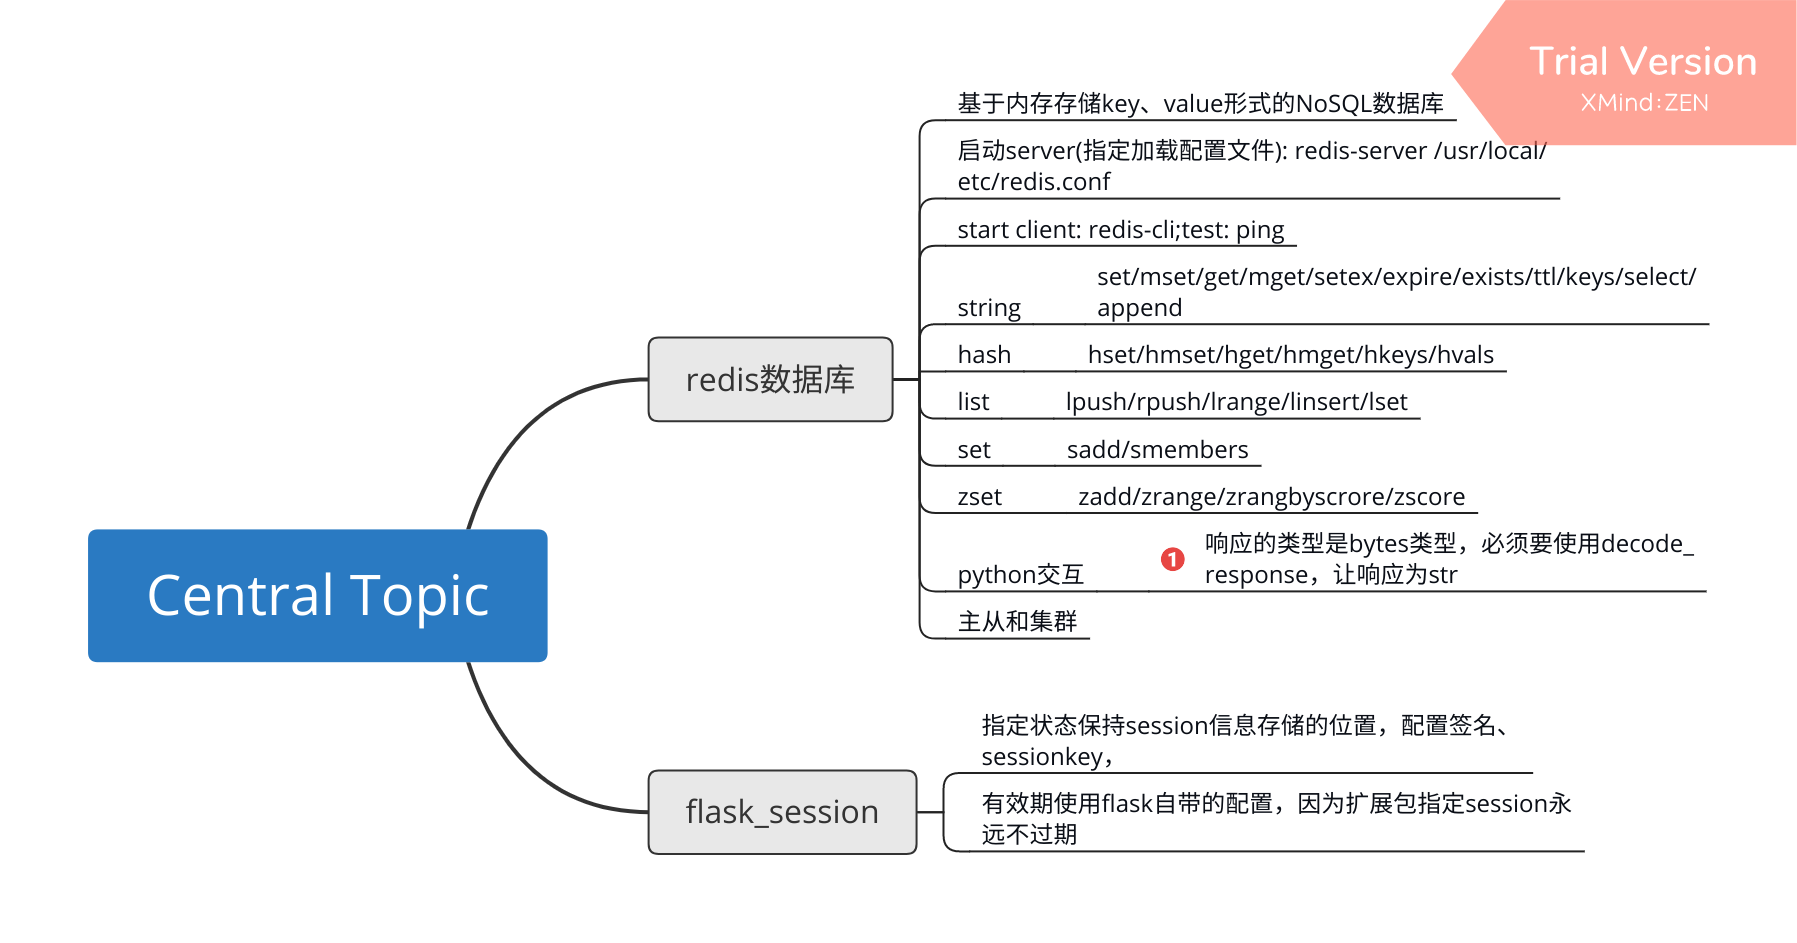 Trial Version
XMind:ZEN
基于内存存储key、value形式的NoSQL数据库
启动server(指定加载配置文件): redis-server /usr/local/
etc/redis.conf
start client: redis-cli;test: ping
string
set/mset/get/mget/setex/expire/exists/ttl/keys/select/
append
hash
hset/hmset/hget/hmget/hkeys/hvals
redis数据库
list
lpush/rpush/lrange/linsert/lset
set
sadd/smembers
zset
zadd/zrange/zrangbyscrore/zscore
python交互
1
响应的类型是bytes类型，必须要使用decode_
response，让响应为str
主从和集群
Central Topic
flask_session
指定状态保持session信息存储的位置，配置签名、
sessionkey，
有效期使用flask自带的配置，因为扩展包指定session永
远不过期